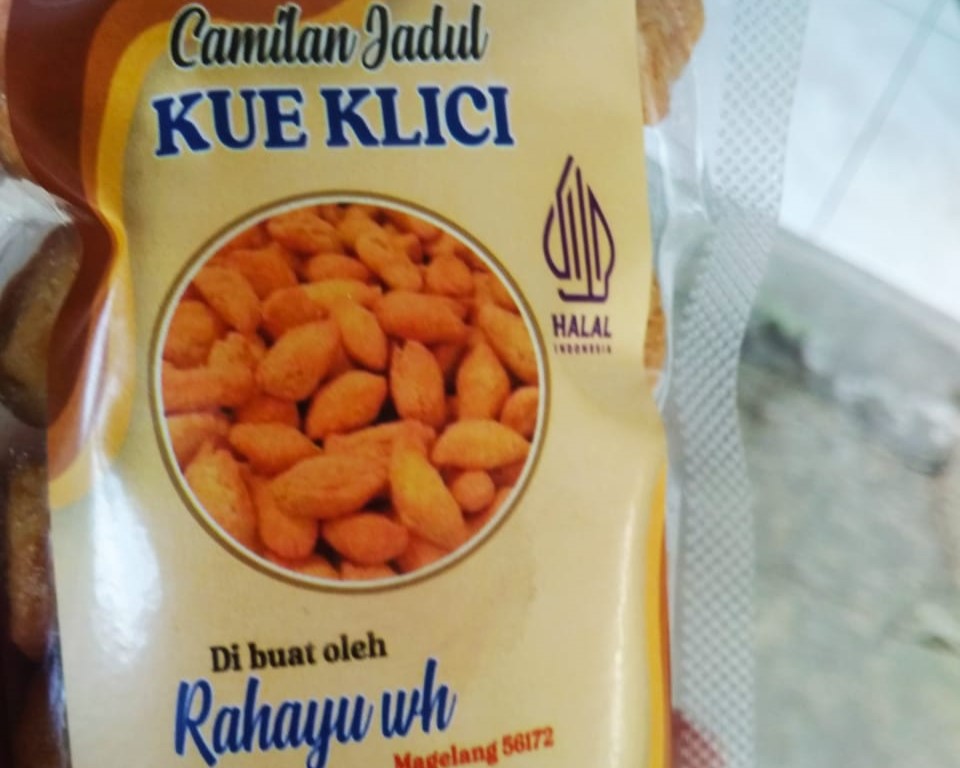 Camilan Jadul
KUE KLICI
HALAL
INDONESIA
Di buat oleh
Rahayu wh
Magelang 56172